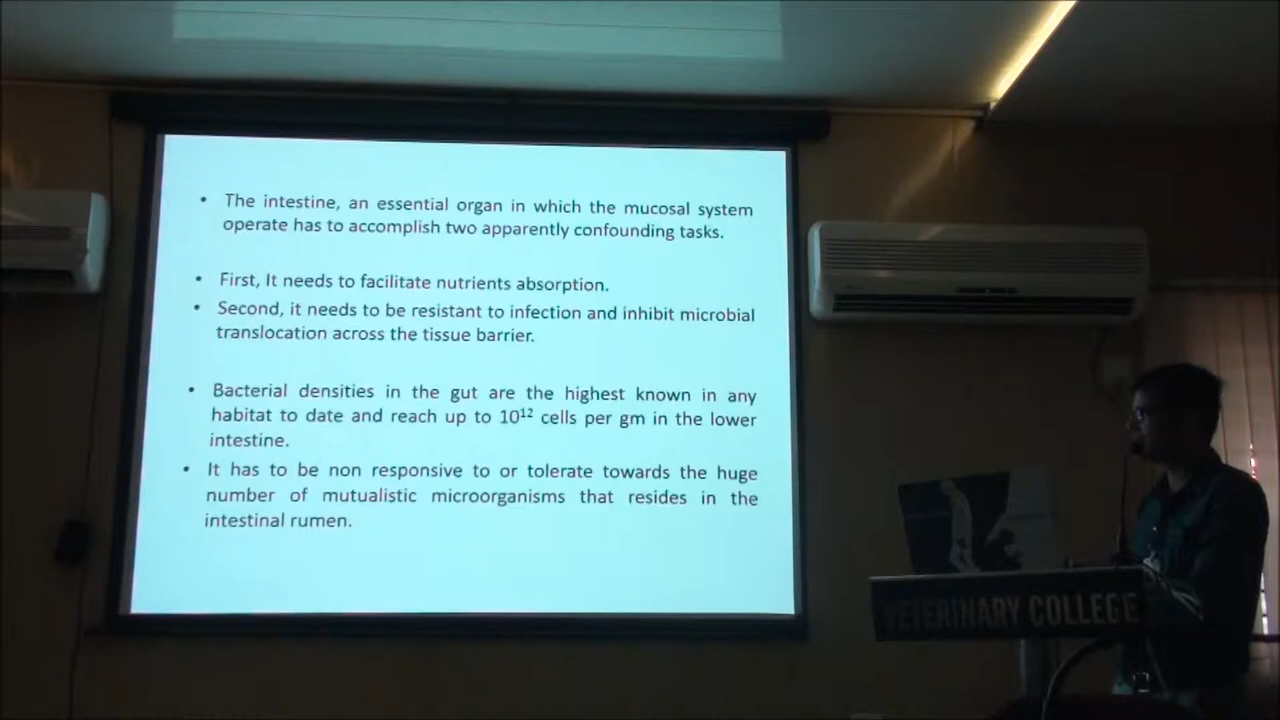 • The intestine, an essential organ in which the mucosal system
operate has to accomplish two apparently confounding tasks.
• First, It needs to facilitate nutrients absorption.
• Second, it needs to be resistant to infection and inhibit microbial
translocation across the tissue barrier.
• Bacterial densities in the gut are the highest known in any
habitat to date and reach up to 10¹² cells per gm in the lower
intestine.
• It has to be non responsive to or tolerate towards the huge
number of mutualistic microorganisms that resides in the
intestinal rumen.
VETERINARY COLLEGE